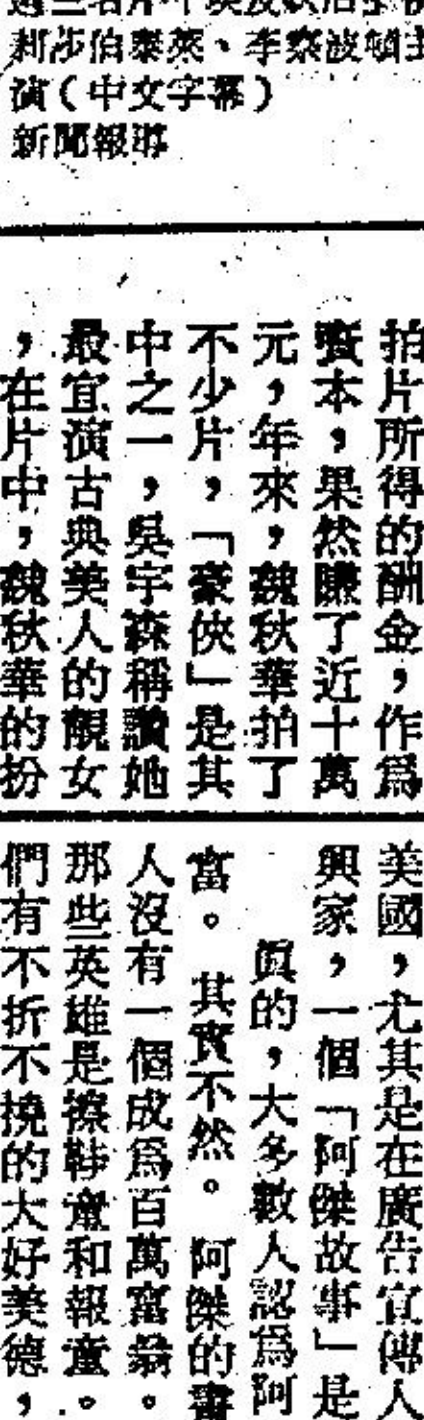 利莎伯泰萊、李察波頓主
演(中文字幕)
新聞報導
拍片所得的酬金,作爲
資本,果然賺了近十萬
元,年來,魏秋華拍了
不少片,「豪俠」是其
中之一,吳宇森稱讚她
最宜演古典美人的靚女
,在片中,魏秋華的扮
美國,尤其是在廣告宣傳人
興家,一個「阿傑故事」是
眞的,大多數人認爲阿
富。其實不然。阿傑的書
人沒有一個成爲百萬富翁。
那些英雄是擦鞋童和報童。
們有不折不撓的大好美德,